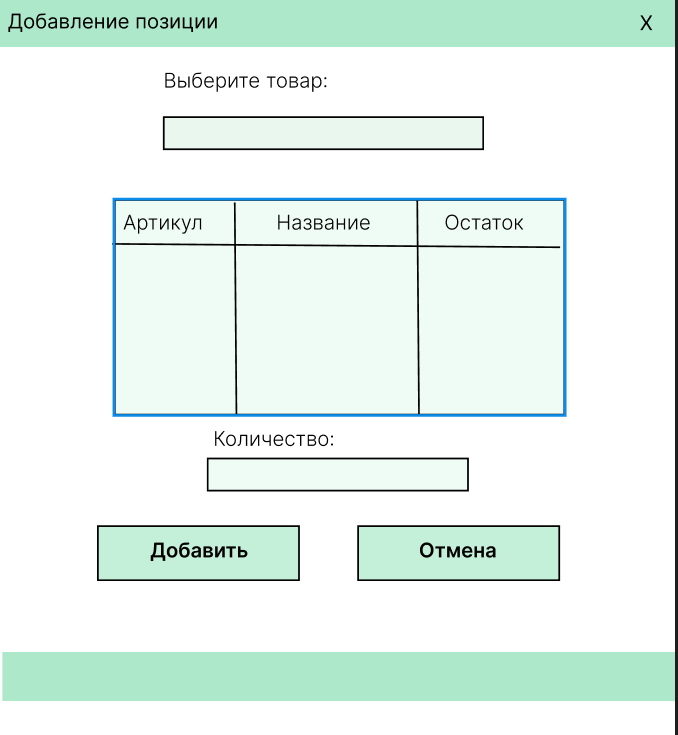 Добавление позиции X
Выберите товар:
Артикул Название Остаток
Количество:
Добавить Отмена